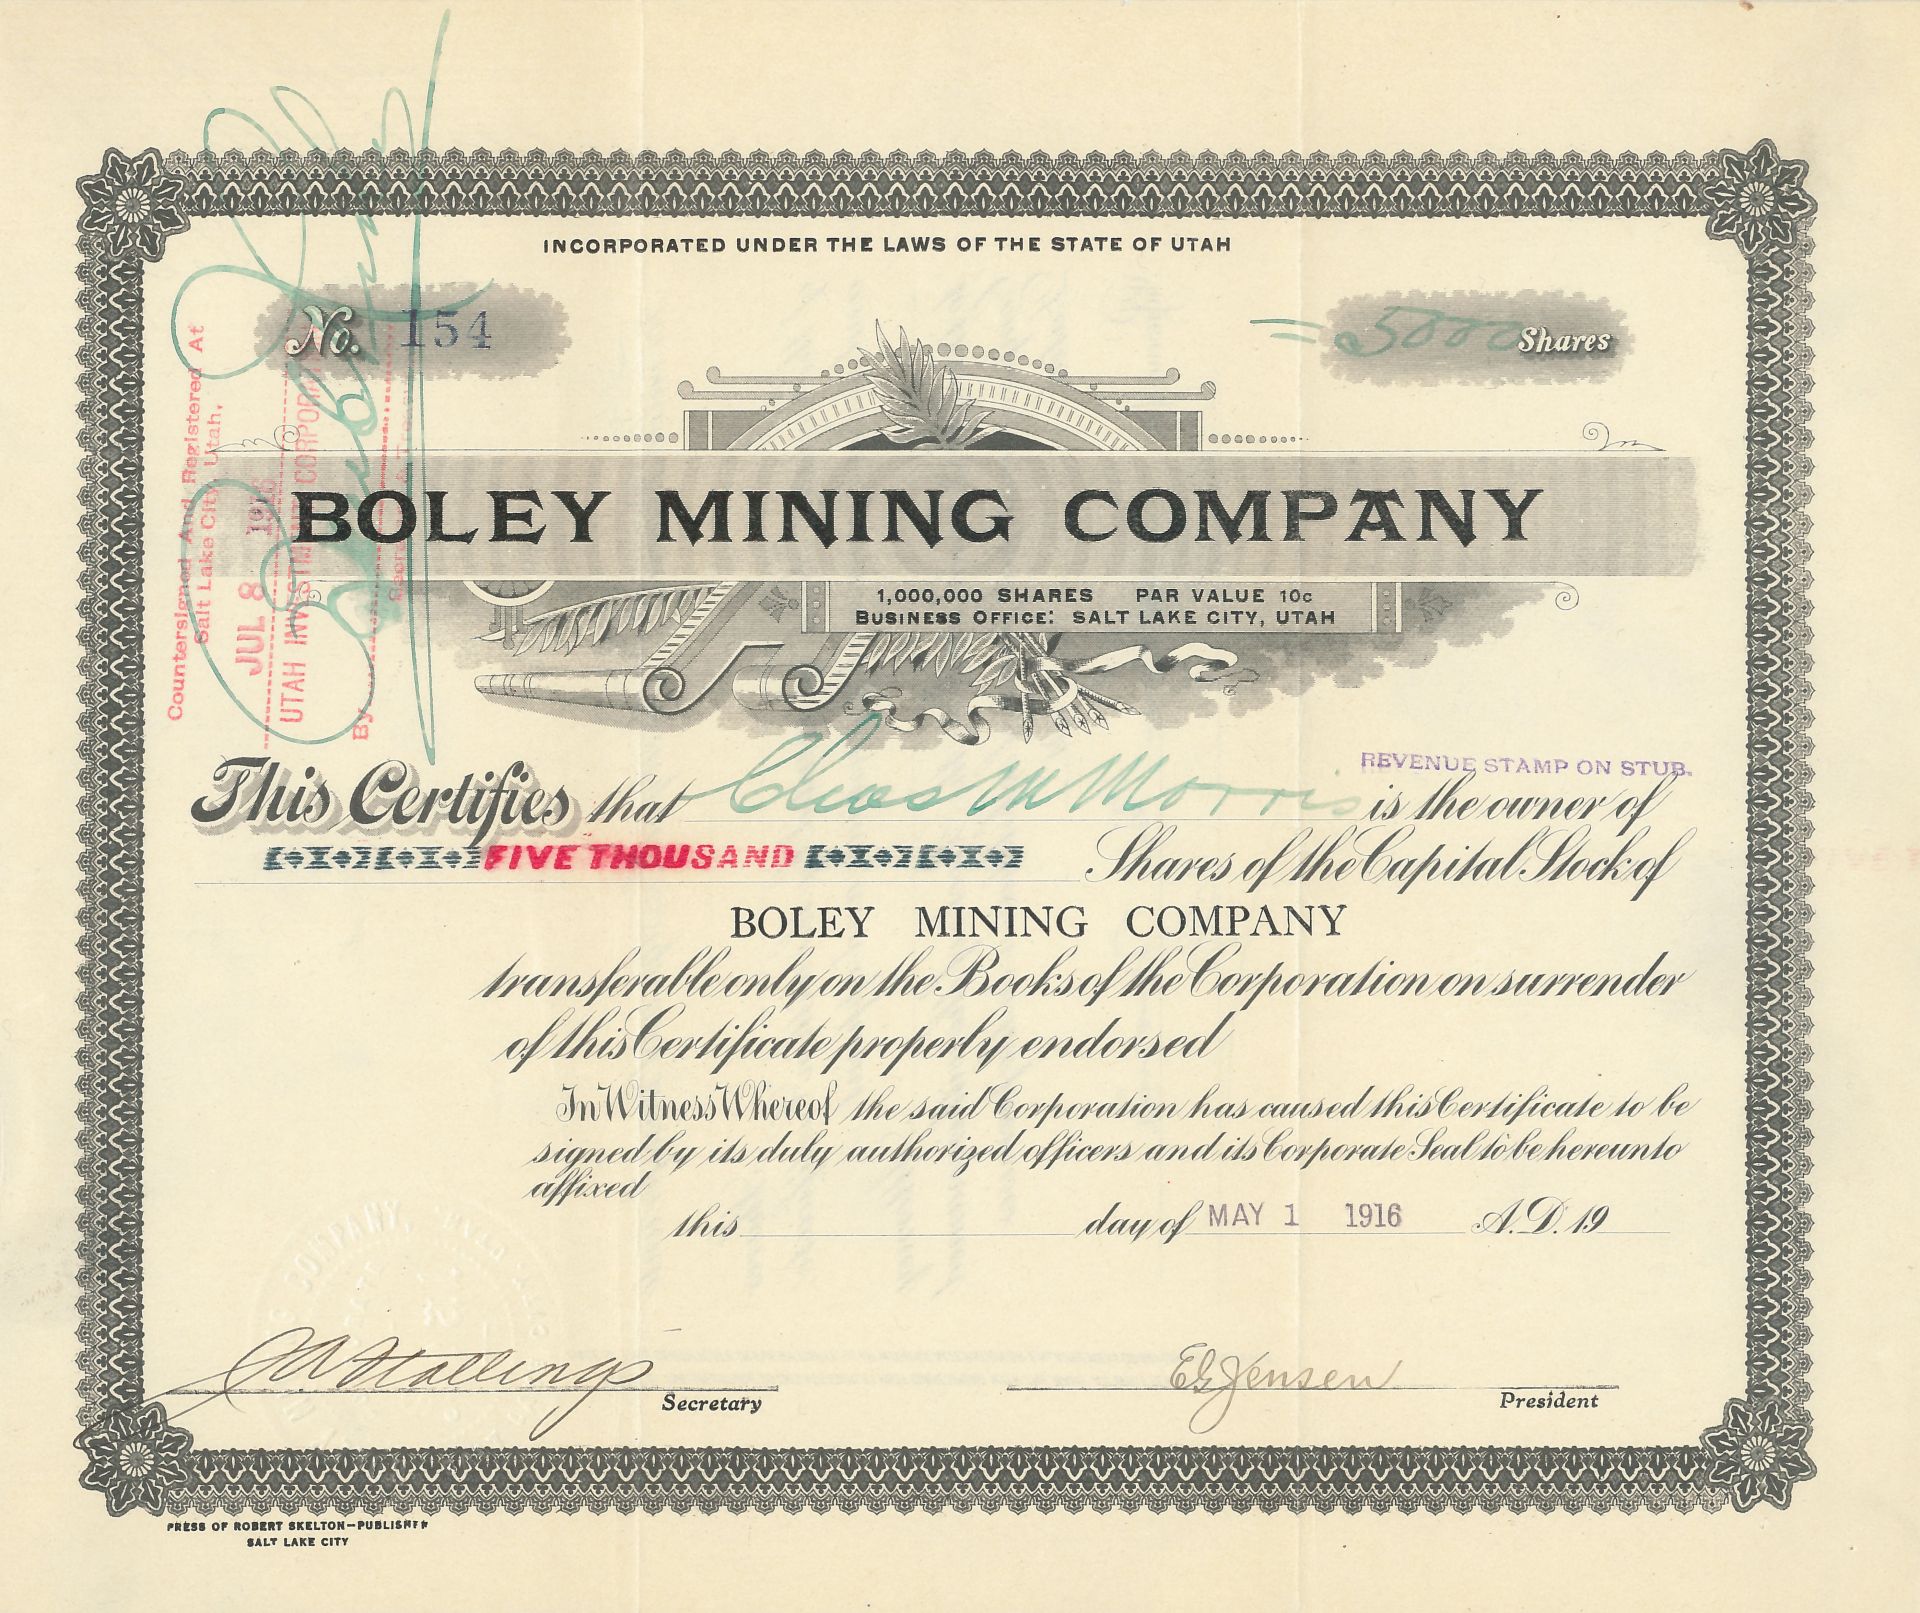 INCORPORATED UNDER THE LAWS OF THE STATE OF UTAH
No. 154
5000 Shares
Countersigned And Registered At
Salt Lake City, Utah.
JUL 8 1916
UTAH INVESTMENT CORPORATION
By
BOLEY MINING COMPANY
1,000,000 SHARES PAR VALUE 10c
BUSINESS OFFICE: SALT LAKE CITY, UTAH
REVENUE STAMP ON STUB.
This Certifies that Chas M Morris is the owner of
FIVE THOUSAND Shares of the Capital Stock of
BOLEY MINING COMPANY
transferable only on the Books of the Corporation on surrender
of this Certificate properly endorsed
In Witness Whereof the said Corporation has caused this Certificate to be
signed by its duly authorized officers and its Corporate Seal to be hereunto
affixed
this day of MAY 1 1916 A.D. 19
Stallings
Secretary
EG Jensen
President
PRESS OF ROBERT SKELTON—PUBLISHER
SALT LAKE CITY